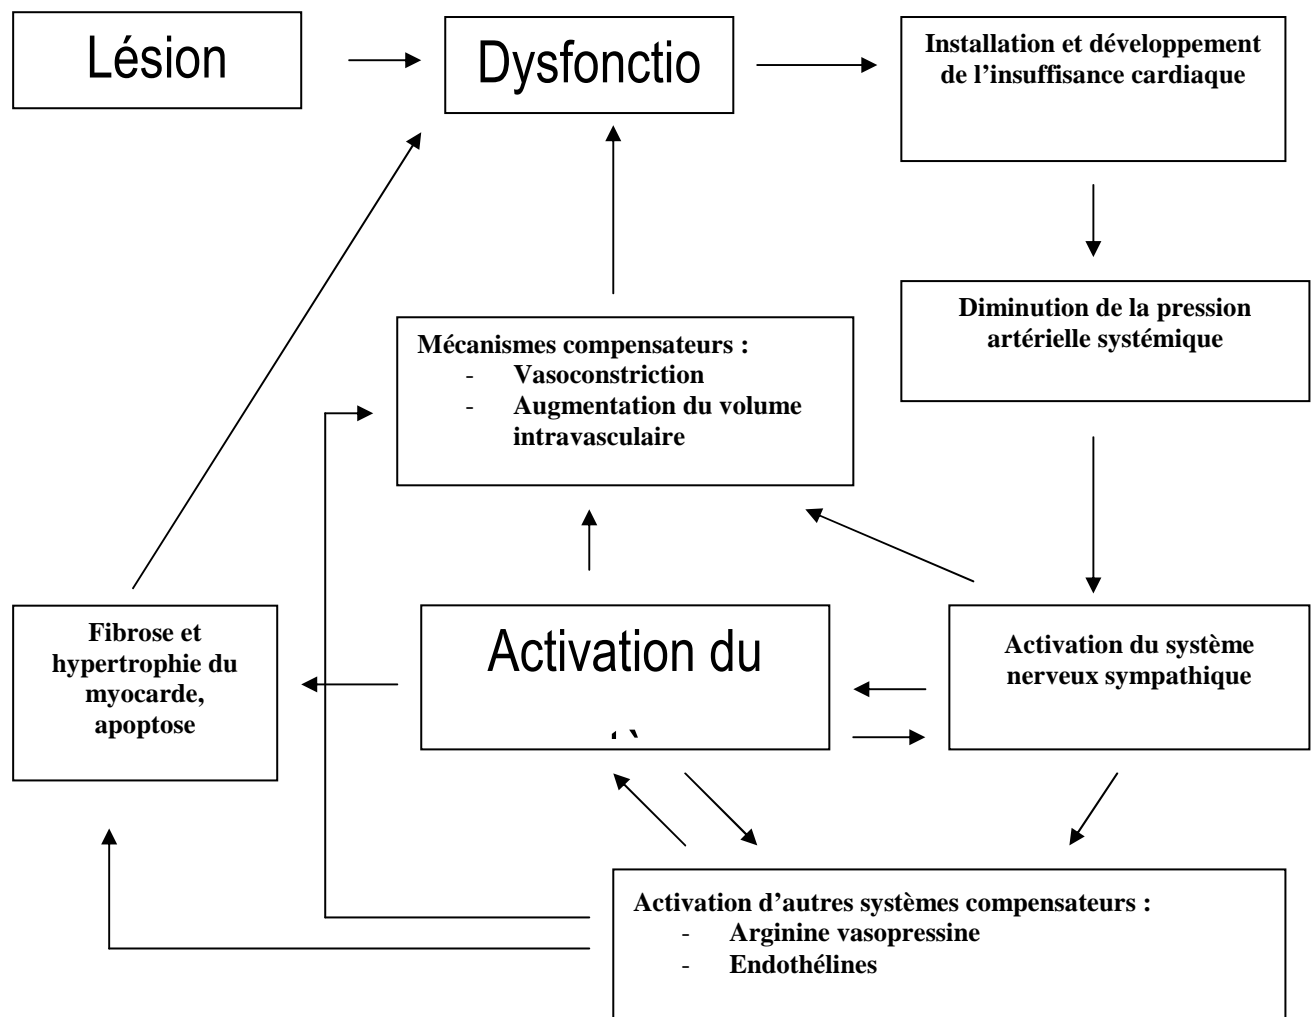 Lésion
Dysfonctio
Installation et développement
de l’insuffisance cardiaque
Diminution de la pression
artérielle systémique
Mécanismes compensateurs :
- Vasoconstriction
- Augmentation du volume
intravasculaire
Fibrose et
hypertrophie du
myocarde,
apoptose
Activation du
Activation du système
nerveux sympathique
Activation d’autres systèmes compensateurs :
- Arginine vasopressine
- Endothélines